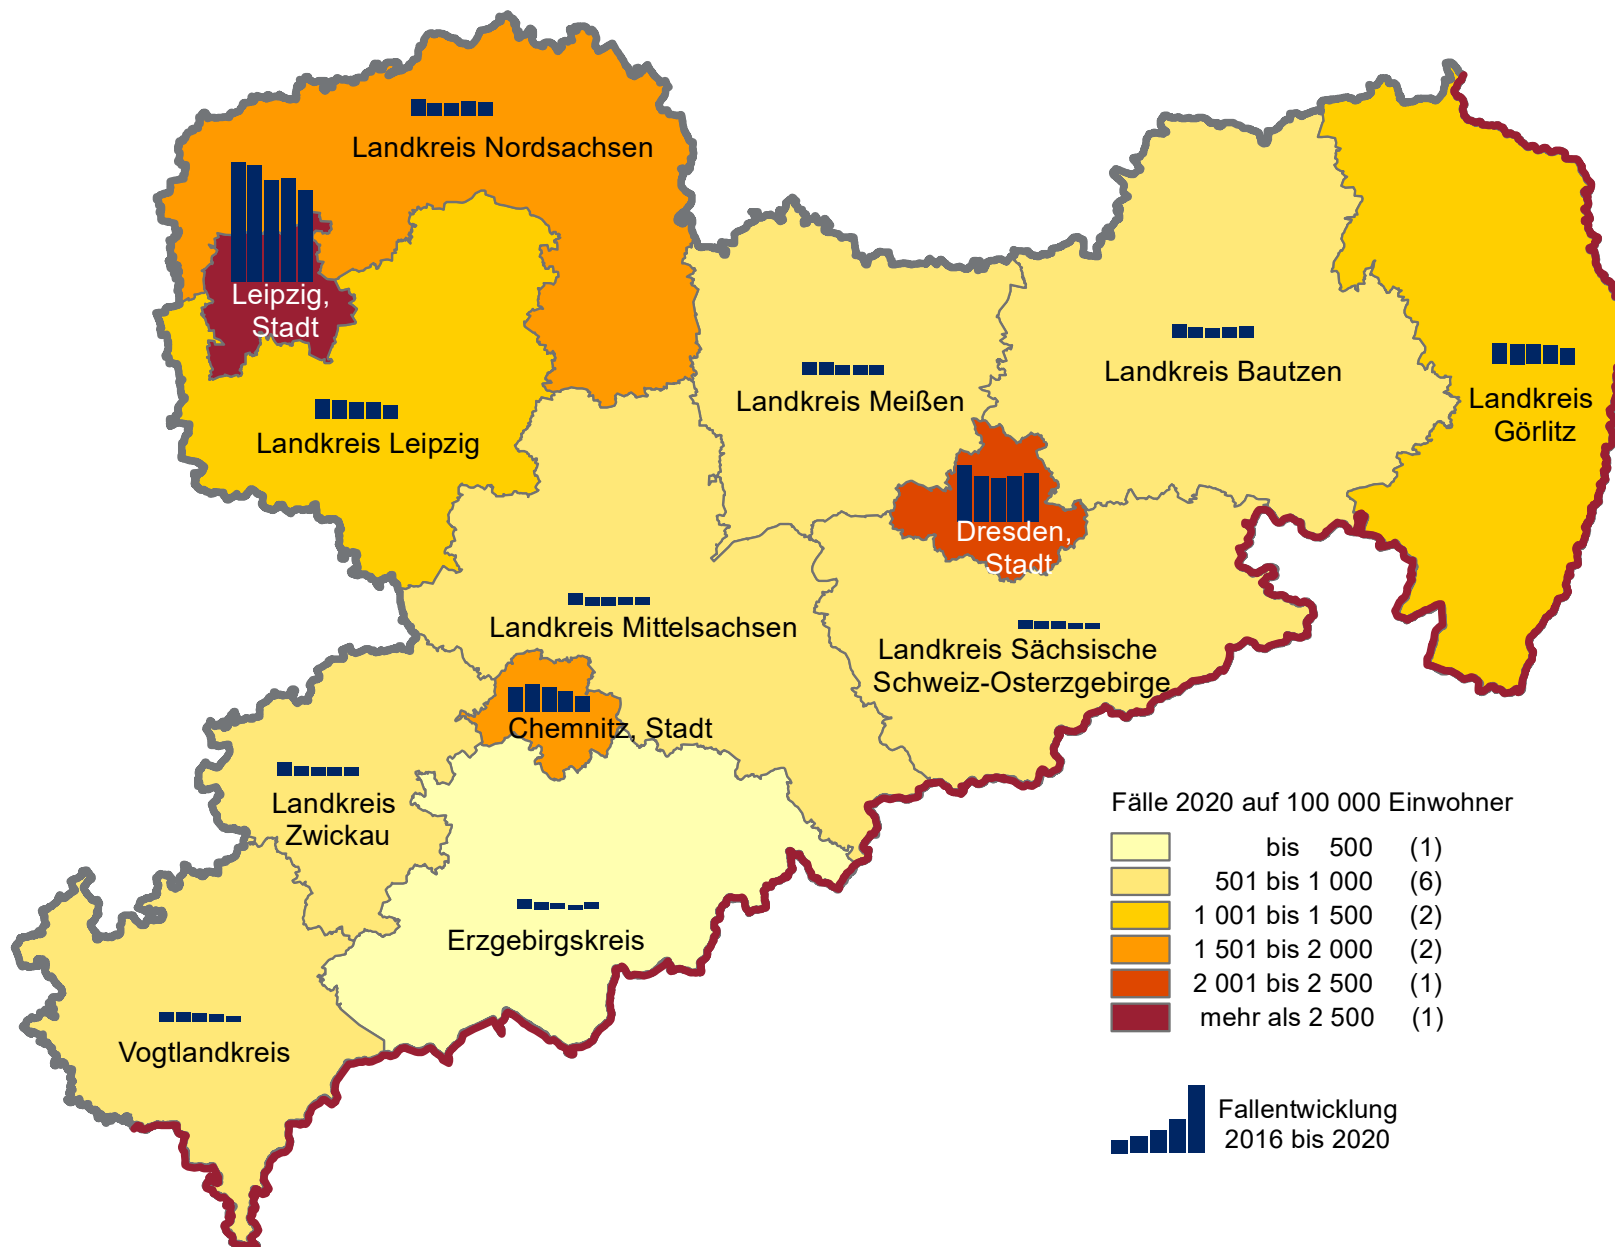 Landkreis Nordsachsen
Leipzig,
Stadt
Landkreis Leipzig
Landkreis Meißen
Landkreis Bautzen
Landkreis
Görlitz
Dresden,
Stadt
Landkreis Mittelsachsen
Landkreis Sächsische
Schweiz-Osterzgebirge
Chemnitz, Stadt
Landkreis
Zwickau
Erzgebirgskreis
Vogtlandkreis
Fälle 2020 auf 100 000 Einwohner
bis 500 (1)
501 bis 1 000 (6)
1 001 bis 1 500 (2)
1 501 bis 2 000 (2)
2 001 bis 2 500 (1)
mehr als 2 500 (1)
Fallentwicklung
2016 bis 2020